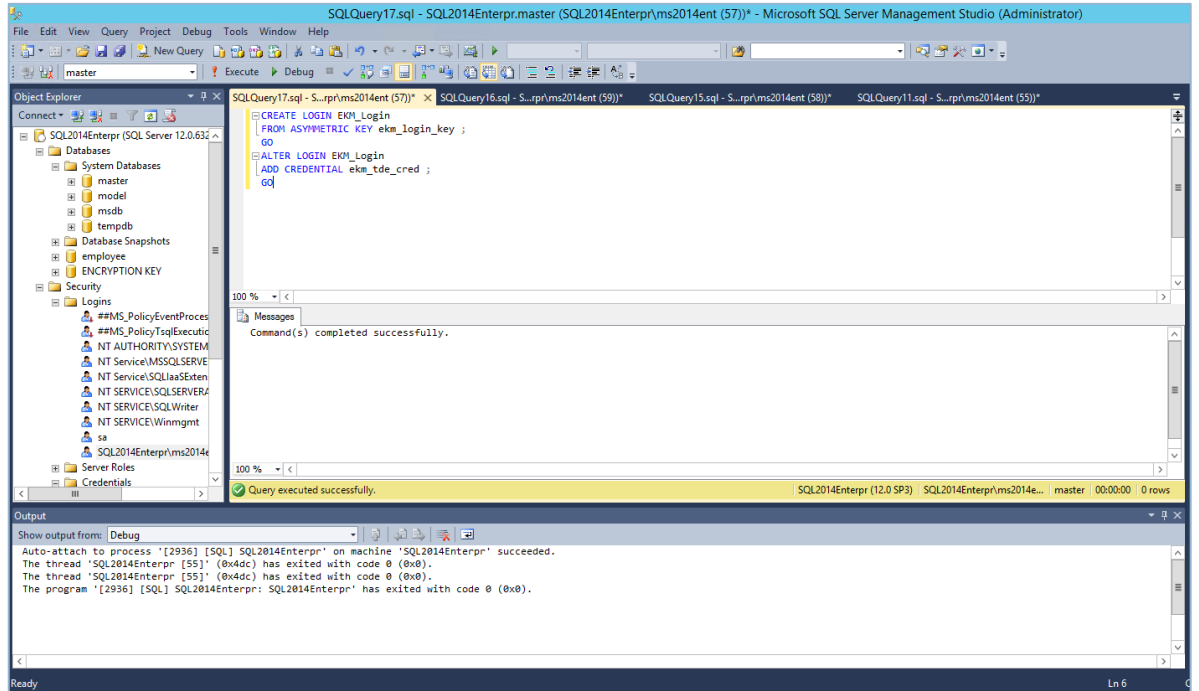 SQLQuery17.sql - SQL2014Enterpr.master (SQL2014Enterpr\ms2014ent (57))* - Microsoft SQL Server Management Studio (Administrator)
File Edit View Query Project Debug Tools Window Help
New Query
master Execute Debug
Object Explorer
Connect
SQL2014Enterpr (SQL Server 12.0.632
Databases
System Databases
master
model
msdb
tempdb
Database Snapshots
employee
ENCRYPTION KEY
Security
Logins
##MS_PolicyEventProces
##MS_PolicyTsqlExecutic
NT AUTHORITY\SYSTEM
NT Service\MSSQLSERVE
NT Service\SQLIaaSExten
NT SERVICE\SQLSERVERA
NT SERVICE\SQLWriter
NT SERVICE\Winmgmt
sa
SQL2014Enterpr\ms2014e
Server Roles
Credentials
SQLQuery17.sql - S...rpr\ms2014ent (57))* SQLQuery16.sql - S...rpr\ms2014ent (59))* SQLQuery15.sql - S...rpr\ms2014ent (58))* SQLQuery11.sql - S...rpr\ms2014ent (55))*
CREATE LOGIN EKM_Login
FROM ASYMMETRIC KEY ekm_login_key ;
GO
ALTER LOGIN EKM_Login
ADD CREDENTIAL ekm_tde_cred ;
GO
100 %
Messages
Command(s) completed successfully.
100 %
Query executed successfully. SQL2014Enterpr (12.0 SP3) SQL2014Enterpr\ms2014e... master 00:00:00 0 rows
Output
Show output from: Debug
Auto-attach to process '[2936] [SQL] SQL2014Enterpr' on machine 'SQL2014Enterpr' succeeded.
The thread 'SQL2014Enterpr [55]' (0x4dc) has exited with code 0 (0x0).
The thread 'SQL2014Enterpr [55]' (0x4dc) has exited with code 0 (0x0).
The program '[2936] [SQL] SQL2014Enterpr: SQL2014Enterpr' has exited with code 0 (0x0).
Ready Ln 6